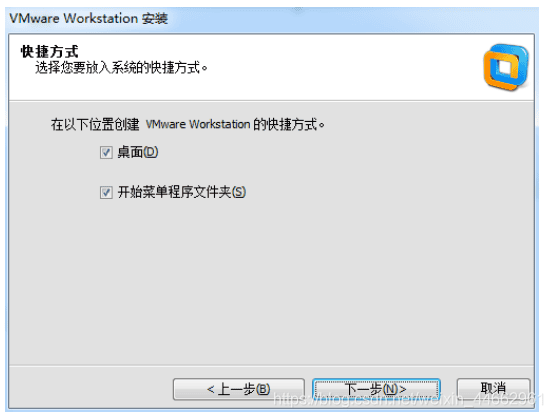 VMware Workstation 安装
快捷方式
选择您要放入系统的快捷方式。
在以下位置创建 VMware Workstation 的快捷方式。
桌面(D)
开始菜单程序文件夹(S)
<上一步(B) 下一步(N)> 取消
https://blog.csdn.net/weixin_44862961